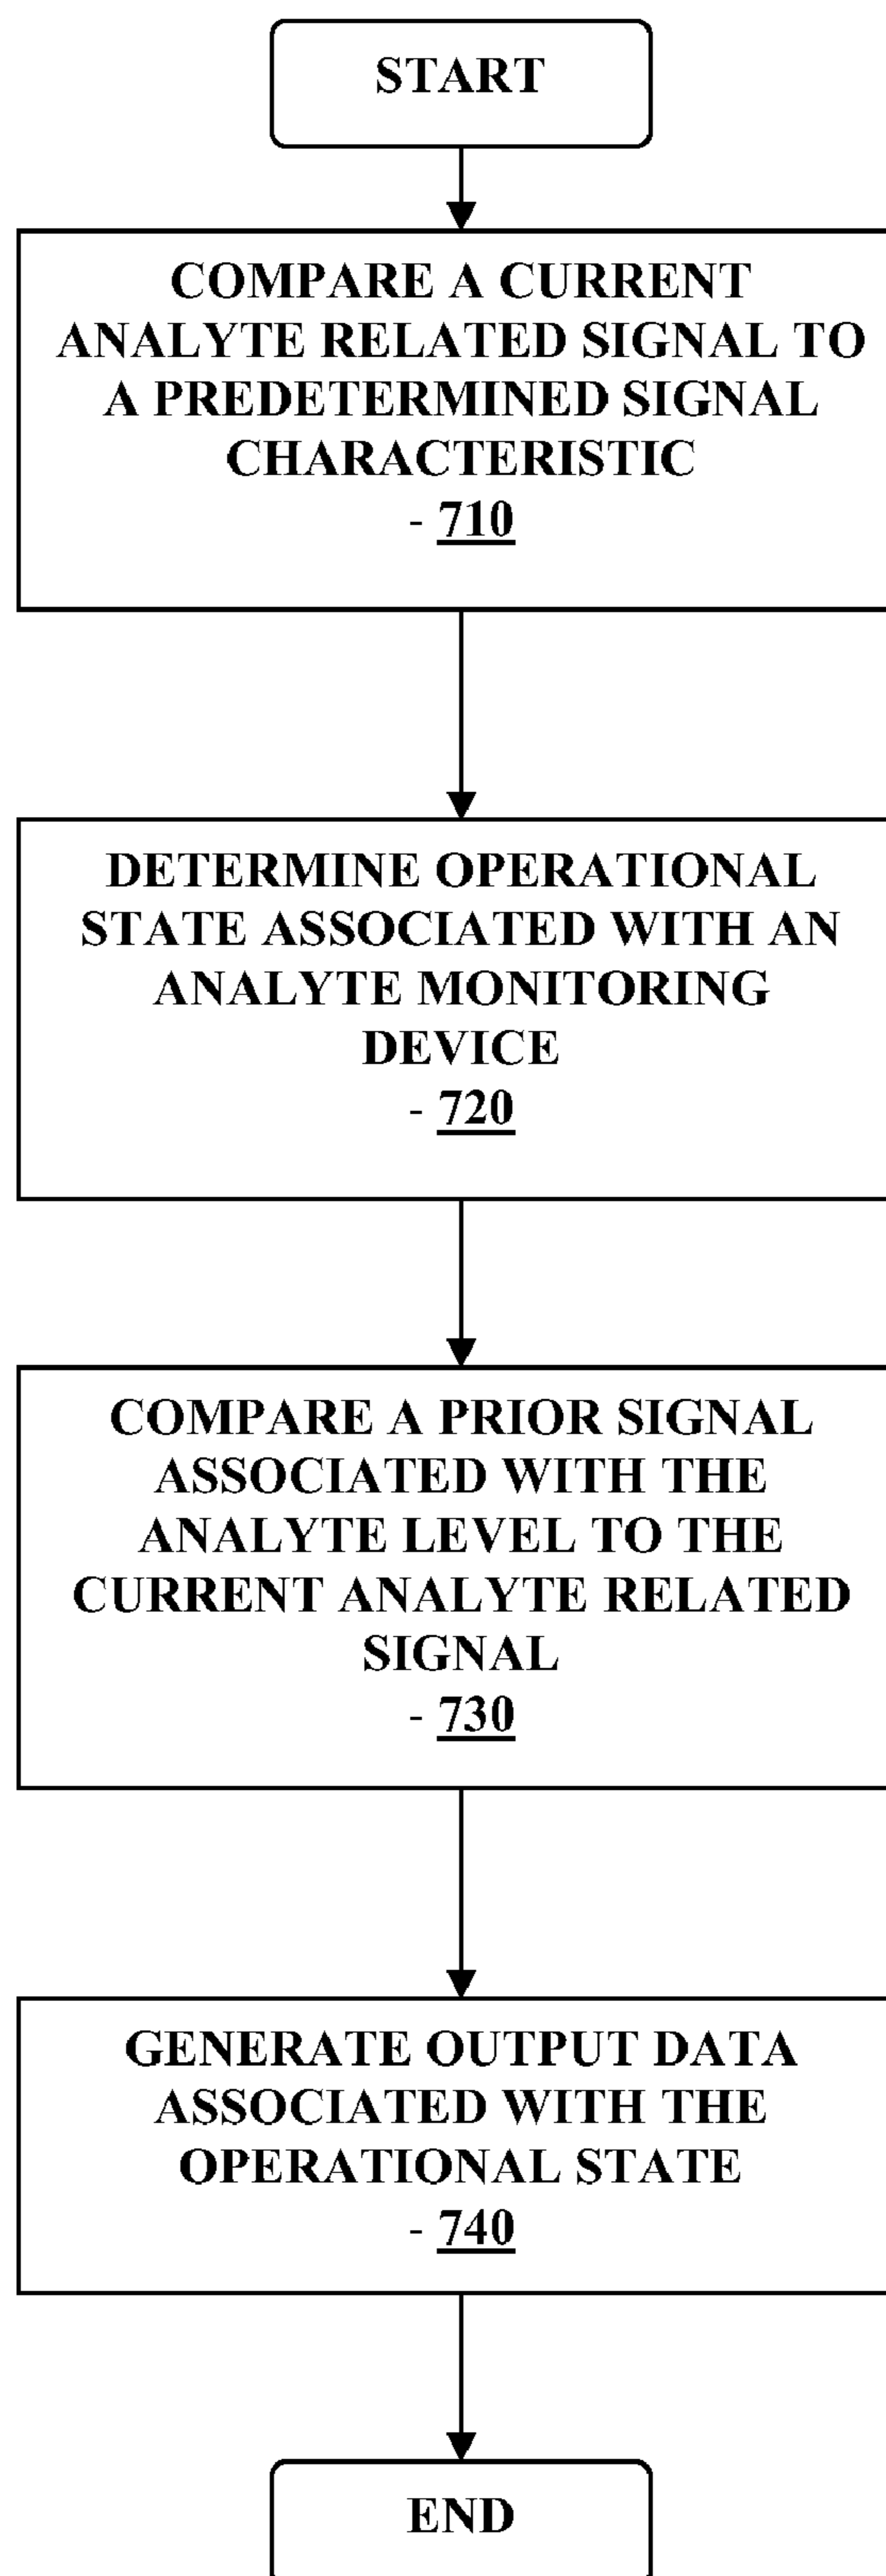 START
COMPARE A CURRENT
ANALYTE RELATED SIGNAL TO
A PREDETERMINED SIGNAL
CHARACTERISTIC
- 710
DETERMINE OPERATIONAL
STATE ASSOCIATED WITH AN
ANALYTE MONITORING
DEVICE
- 720
COMPARE A PRIOR SIGNAL
ASSOCIATED WITH THE
ANALYTE LEVEL TO THE
CURRENT ANALYTE RELATED
SIGNAL
- 730
GENERATE OUTPUT DATA
ASSOCIATED WITH THE
OPERATIONAL STATE
- 740
END